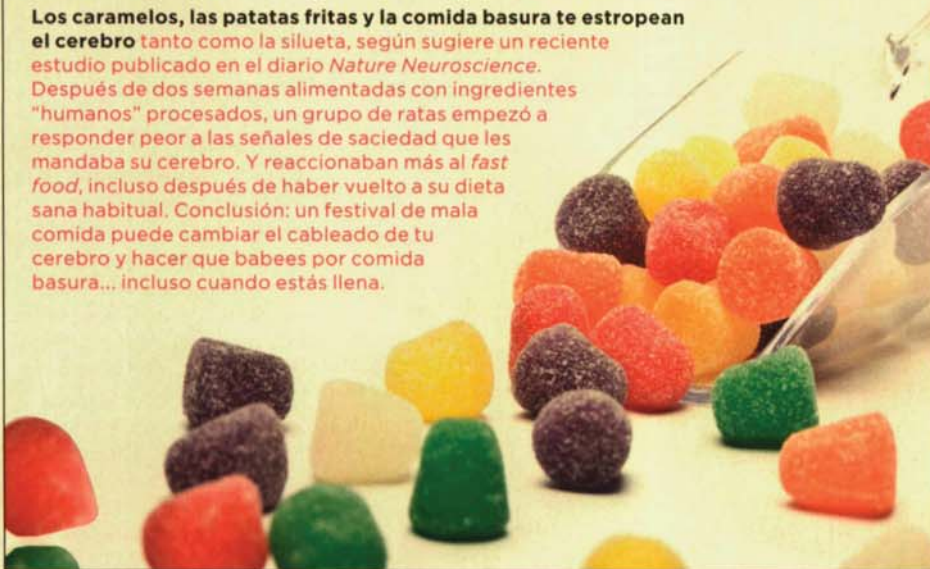 Los caramelos, las patatas fritas y la comida basura te estropean
el cerebro tanto como la silueta, según sugiere un reciente
estudio publicado en el diario Nature Neuroscience.
Después de dos semanas alimentadas con ingredientes
"humanos" procesados, un grupo de ratas empezó a
responder peor a las señales de saciedad que les
mandaba su cerebro. Y reaccionaban más al fast
food, incluso después de haber vuelto a su dieta
sana habitual. Conclusión: un festival de mala
comida puede cambiar el cableado de tu
cerebro y hacer que babees por comida
basura... incluso cuando estás llena.